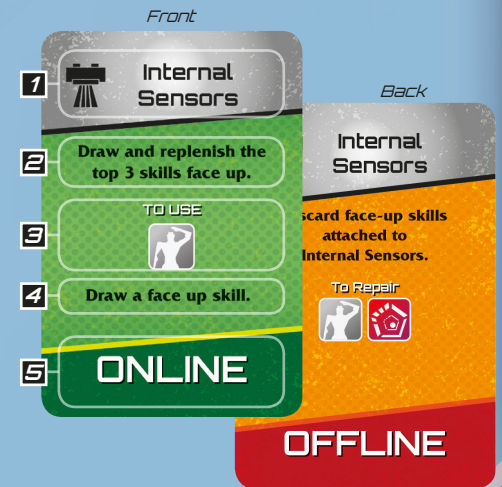 Front
1
Internal
Sensors
2
Draw and replenish the
top 3 skills face up.
3
TO USE
4
Draw a face up skill.
5
ONLINE
Back
Internal
Sensors
scard face-up skills
attached to
Internal Sensors.
To Repair
OFFLINE